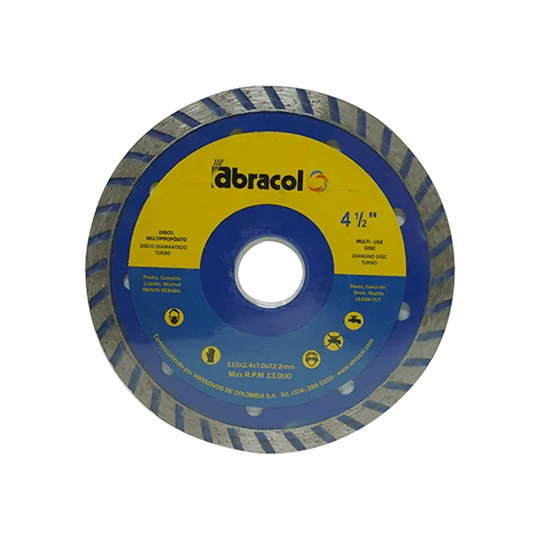 abracol
4 1/2"
DISCO
MULTIPROPÓSITO
DISCO DIAMANTADO
TURBO
MULTI - USE
DISC
DIAMOND DISC
TURBO
Piedra, Concreto,
Ladrillo, Mármol
MENOS REBABA.
Stone, Concrete,
Brick, Marble
CLEAN CUT.
115x2.4x7.0x22.2mm
Max R.P.M 13.000
Comercializado por ABRASIVOS DE COLOMBIA S.A. Tel. (574) 369 5150 - www.abracol.com